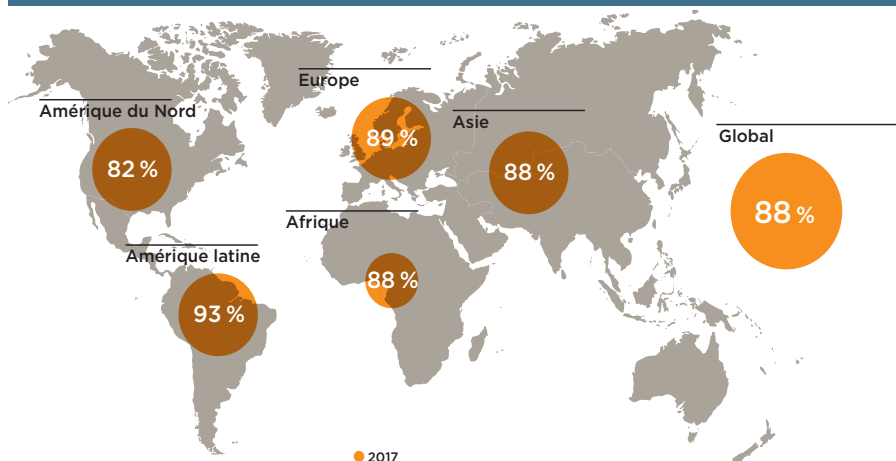 Europe
89 %
Amérique du Nord
82 %
Asie
88 %
Global
88 %
Afrique
88 %
Amérique latine
93 %
2017